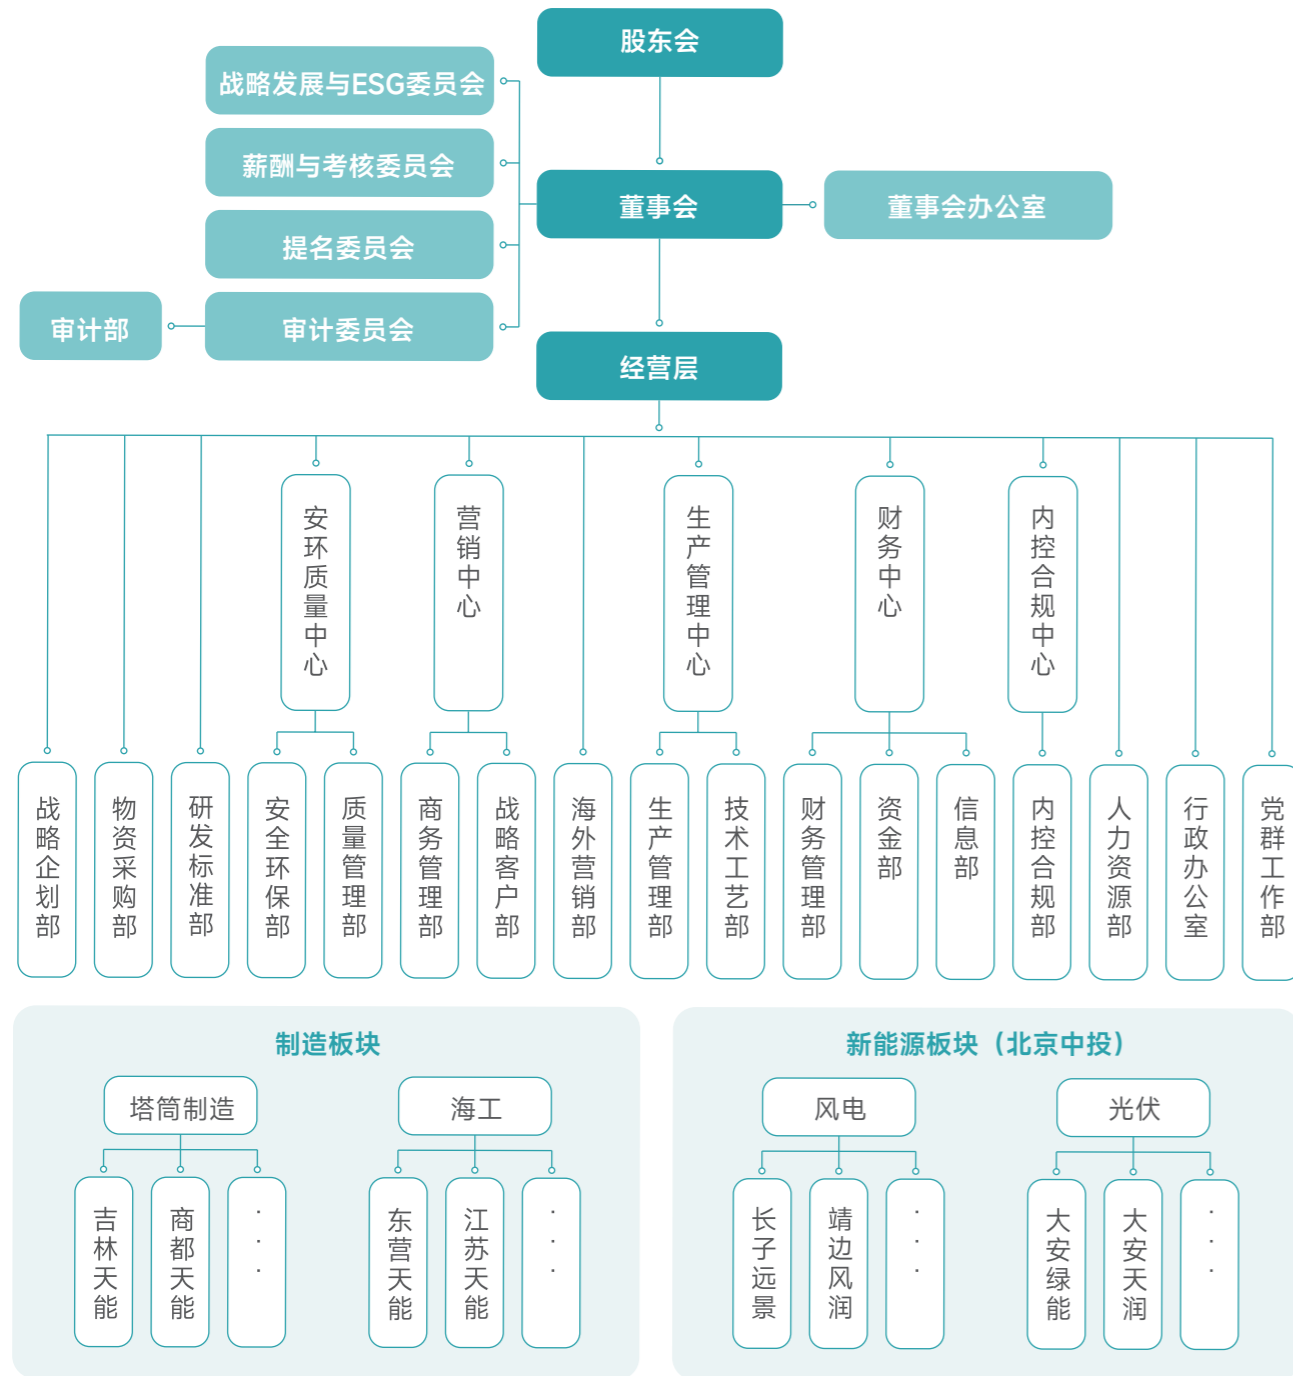 股东会
战略发展与ESG委员会
薪酬与考核委员会
董事会
董事会办公室
提名委员会
审计部
审计委员会
经营层
安环质量中心
营销中心
生产管理中心
财务中心
内控合规中心
战略企划部
物资采购部
研发标准部
安全环保部
质量管理部
商务管理部
战略客户部
海外营销部
生产管理部
技术工艺部
财务管理部
资金部
信息部
内控合规部
人力资源部
行政办公室
党群工作部
制造板块
塔筒制造
海工
吉林天能
商都天能
...
东营天能
江苏天能
...
新能源板块（北京中投）
风电
光伏
长子远景
靖边风润
...
大安绿能
大安天润
...